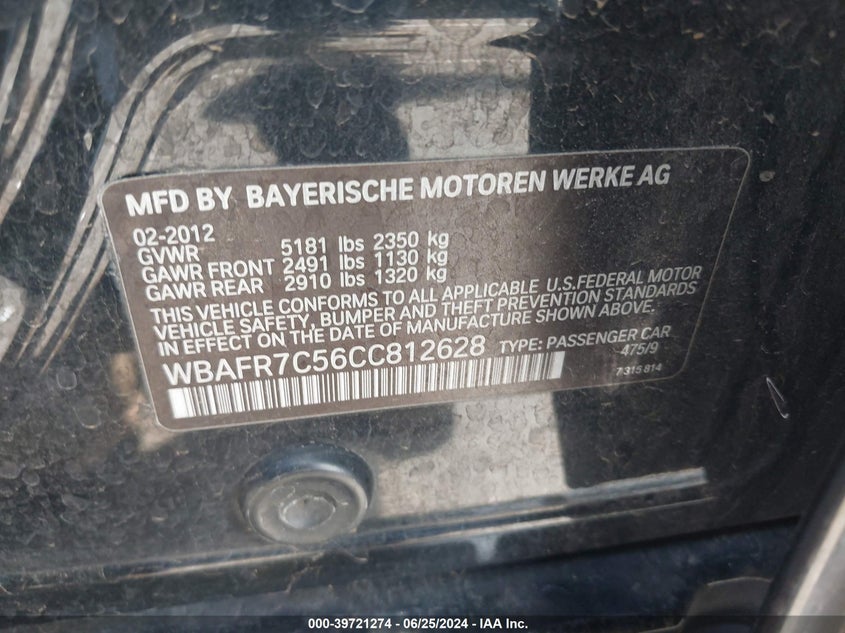 MFD BY BAYERISCHE MOTOREN WERKE AG
02-2012
GVWR 5181 lbs 2350 kg
GAWR FRONT 2491 lbs 1130 kg
GAWR REAR 2910 lbs 1320 kg
THIS VEHICLE CONFORMS TO ALL APPLICABLE U.S.FEDERAL MOTOR
VEHICLE SAFETY, BUMPER AND THEFT PREVENTION STANDARDS
IN EFFECT ON THE DATE OF MANUFACTURE SHOWN ABOVE.
WBAFR7C56CC812628 TYPE: PASSENGER CAR
475/9
7 315 814
000-39721274 - 06/25/2024 - IAA Inc.